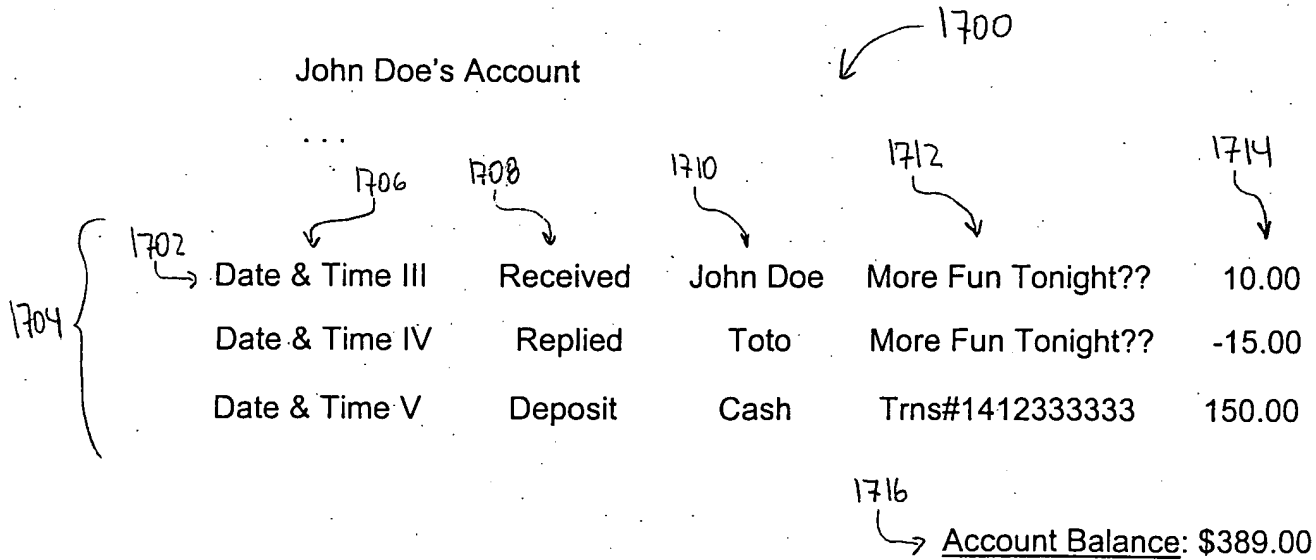 1700
John Doe's Account
...
1706 1708 1710 1712 1714
1702
Date & Time III Received John Doe More Fun Tonight?? 10.00
1704
Date & Time IV Replied Toto More Fun Tonight?? -15.00
Date & Time V Deposit Cash Trns#1412333333 150.00
1716
Account Balance: $389.00